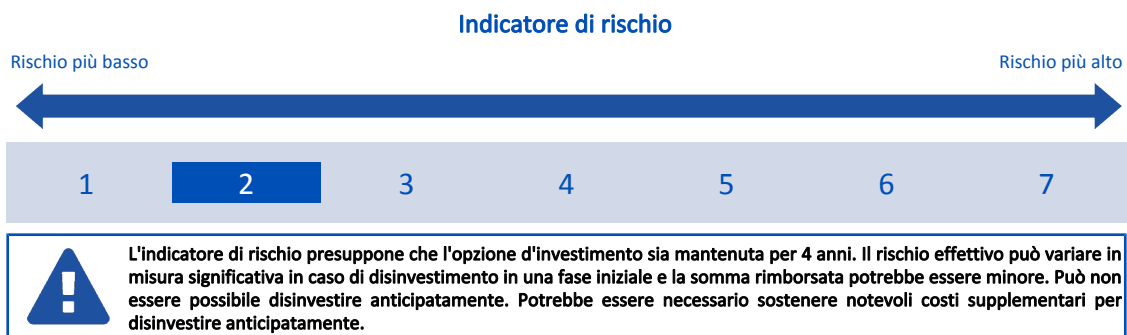 Indicatore di rischio
Rischio più basso
Rischio più alto
1 2 3 4 5 6 7
L'indicatore di rischio presuppone che l'opzione d'investimento sia mantenuta per 4 anni. Il rischio effettivo può variare in
misura significativa in caso di disinvestimento in una fase iniziale e la somma rimborsata potrebbe essere minore. Può non
essere possibile disinvestire anticipatamente. Potrebbe essere necessario sostenere notevoli costi supplementari per
disinvestire anticipatamente.